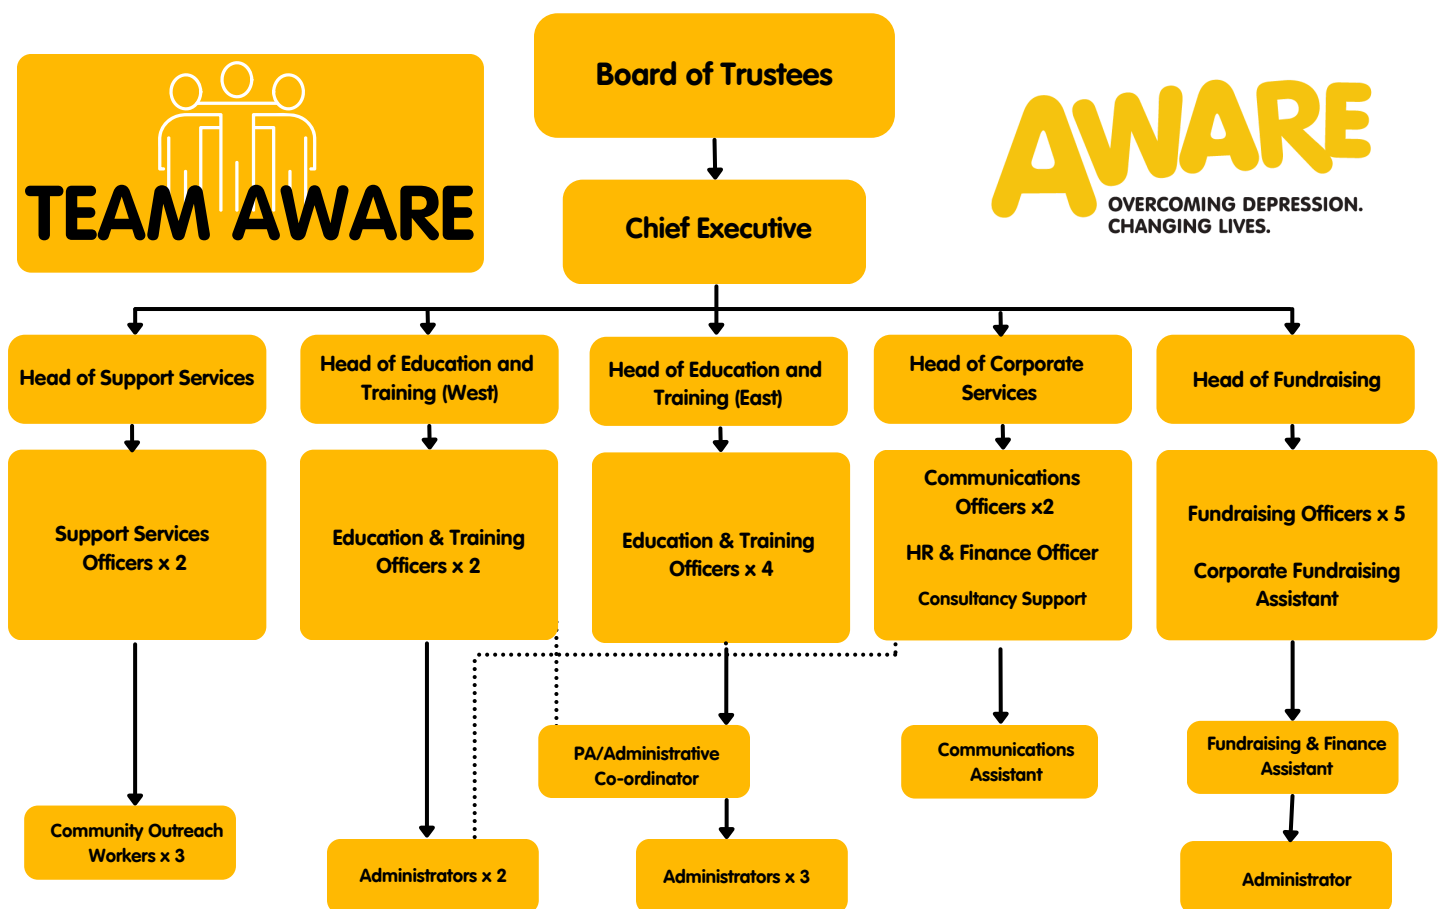 Board of Trustees
TEAM AWARE
AWARE
OVERCOMING DEPRESSION.
CHANGING LIVES.
Chief Executive
Head of Support Services
Head of Education and
Training (West)
Head of Education and
Training (East)
Head of Corporate
Services
Head of Fundraising
Support Services
Officers x 2
Education & Training
Officers x 2
Education & Training
Officers x 4
Communications
Officers x2
HR & Finance Officer
Consultancy Support
Fundraising Officers x 5
Corporate Fundraising
Assistant
PA/Administrative
Co-ordinator
Communications
Assistant
Fundraising & Finance
Assistant
Community Outreach
Workers x 3
Administrators x 2
Administrators x 3
Administrator